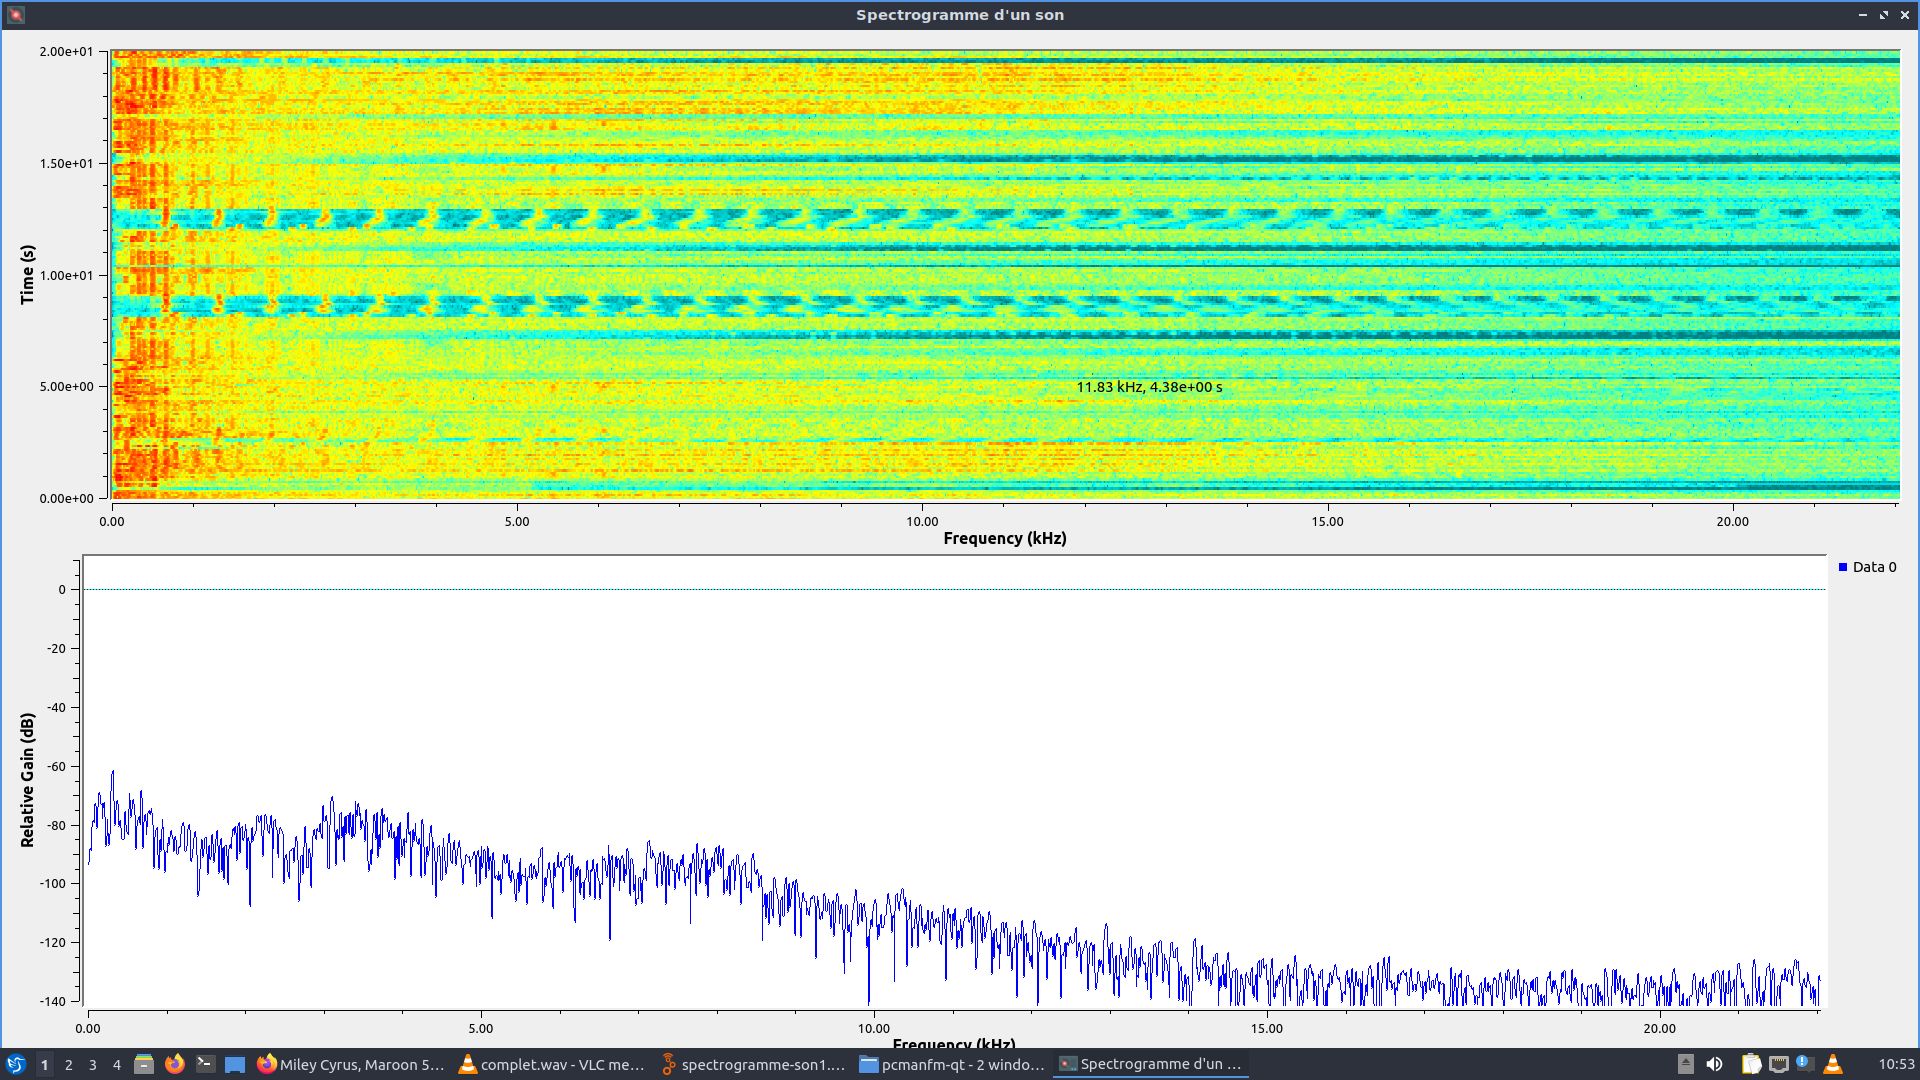 Spectrogramme d'un son
2.00e+01
1.50e+01
1.00e+01
5.00e+00
0.00e+00
Time (s)
11.83 kHz, 4.38e+00 s
0.00 5.00 10.00 15.00 20.00
Frequency (kHz)
Data 0
0
-20
-40
-60
-80
-100
-120
-140
Relative Gain (dB)
0.00 5.00 10.00 15.00 20.00
Frequency (kHz)
1 2 3 4 Miley Cyrus, Maroon 5... complet.wav - VLC me... spectrogramme-son1.... pcmanfm-qt - 2 windo... Spectrogramme d'un ... 10:53